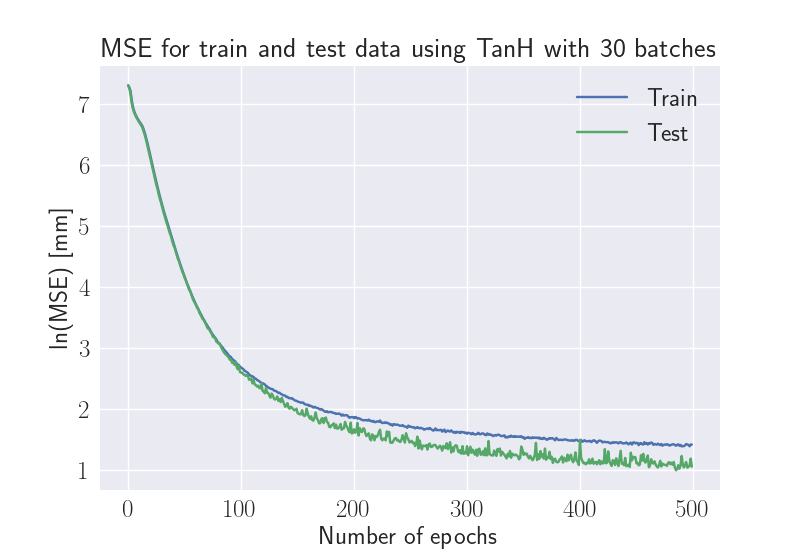 MSE for train and test data using TanH with 30 batches
Train
Test
ln(MSE) [mm]
7
6
5
4
3
2
1
0 100 200 300 400 500
Number of epochs